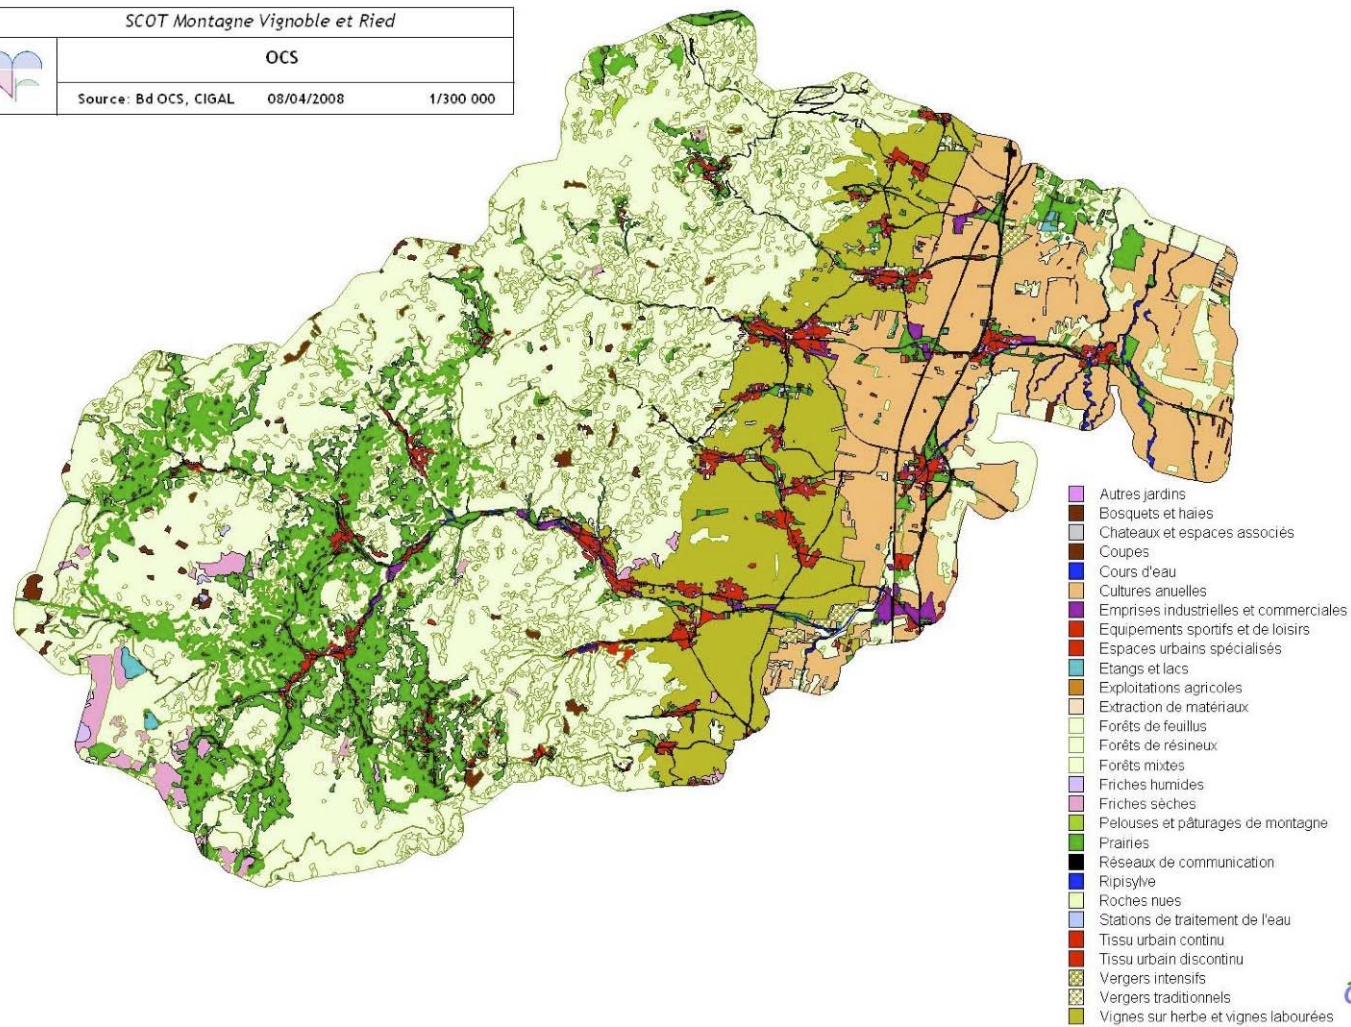 SCOT Montagne Vignoble et Ried
OCS
Source: Bd OCS, CIGAL 08/04/2008 1/300 000
Autres jardins
Bosquets et haies
Chateaux et espaces associés
Coupes
Cours d'eau
Cultures anuelles
Emprises industrielles et commerciales
Equipements sportifs et de loisirs
Espaces urbains spécialisés
Etangs et lacs
Exploitations agricoles
Extraction de matériaux
Forêts de feuillus
Forêts de résineux
Forêts mixtes
Friches humides
Friches sèches
Pelouses et pâturages de montagne
Prairies
Réseaux de communication
Ripisylve
Roches nues
Stations de traitement de l'eau
Tissu urbain continu
Tissu urbain discontinu
Vergers intensifs
Vergers traditionnels
Vignes sur herbe et vignes labourées